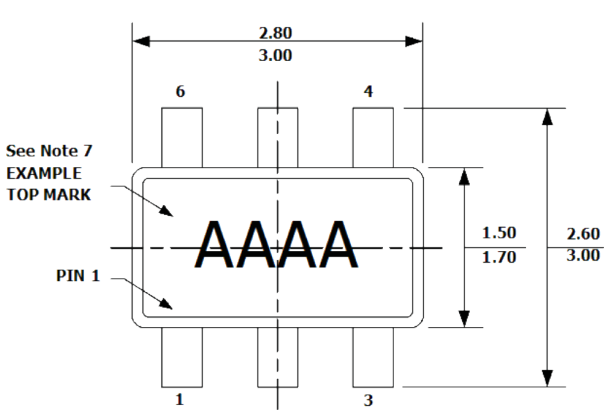 2.80
3.00
6
4
See Note 7
EXAMPLE
TOP MARK
AAAA
1.50
1.70
2.60
3.00
PIN 1
1
3